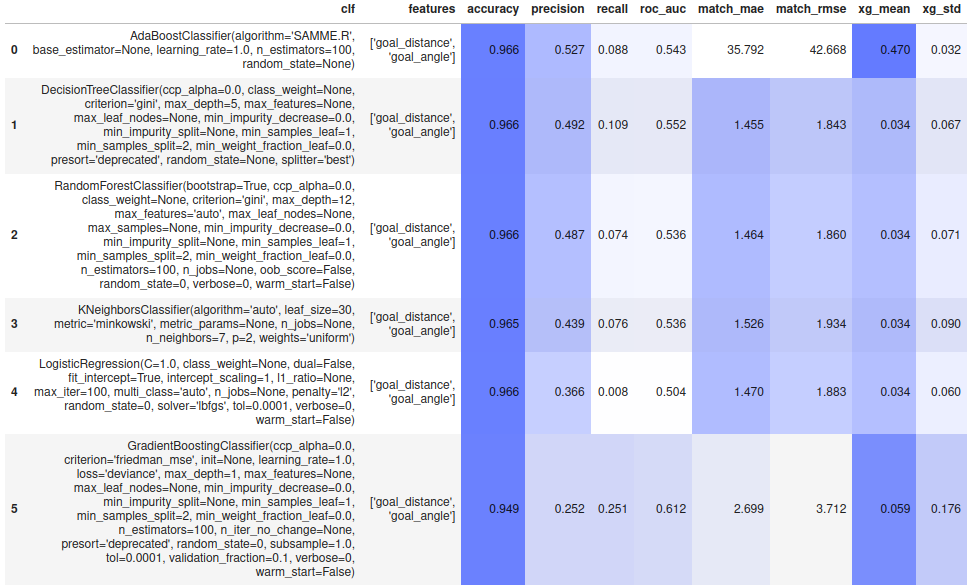 clf features accuracy precision recall roc_auc match_mae match_rmse xg_mean xg_std
0 AdaBoostClassifier(algorithm='SAMME.R',
base_estimator=None, learning_rate=1.0, n_estimators=100,
random_state=None) ['goal_distance',
'goal_angle'] 0.966 0.527 0.088 0.543 35.792 42.668 0.470 0.032
1 DecisionTreeClassifier(ccp_alpha=0.0, class_weight=None,
criterion='gini', max_depth=5, max_features=None,
max_leaf_nodes=None, min_impurity_decrease=0.0,
min_impurity_split=None, min_samples_leaf=1,
min_samples_split=2, min_weight_fraction_leaf=0.0,
presort='deprecated', random_state=None, splitter='best') ['goal_distance',
'goal_angle'] 0.966 0.492 0.109 0.552 1.455 1.843 0.034 0.067
2 RandomForestClassifier(bootstrap=True, ccp_alpha=0.0,
class_weight=None, criterion='gini', max_depth=12,
max_features='auto', max_leaf_nodes=None,
max_samples=None, min_impurity_decrease=0.0,
min_impurity_split=None, min_samples_leaf=1,
min_samples_split=2, min_weight_fraction_leaf=0.0,
n_estimators=100, n_jobs=None, oob_score=False,
random_state=0, verbose=0, warm_start=False) ['goal_distance',
'goal_angle'] 0.966 0.487 0.074 0.536 1.464 1.860 0.034 0.071
3 KNeighborsClassifier(algorithm='auto', leaf_size=30,
metric='minkowski', metric_params=None, n_jobs=None,
n_neighbors=7, p=2, weights='uniform') ['goal_distance',
'goal_angle'] 0.965 0.439 0.076 0.536 1.526 1.934 0.034 0.090
4 LogisticRegression(C=1.0, class_weight=None, dual=False,
fit_intercept=True, intercept_scaling=1, l1_ratio=None,
max_iter=100, multi_class='auto', n_jobs=None, penalty='l2',
random_state=0, solver='lbfgs', tol=0.0001, verbose=0,
warm_start=False) ['goal_distance',
'goal_angle'] 0.966 0.366 0.008 0.504 1.470 1.883 0.034 0.060
5 GradientBoostingClassifier(ccp_alpha=0.0,
criterion='friedman_mse', init=None, learning_rate=1.0,
loss='deviance', max_depth=1, max_features=None,
max_leaf_nodes=None, min_impurity_decrease=0.0,
min_impurity_split=None, min_samples_leaf=1,
min_samples_split=2, min_weight_fraction_leaf=0.0,
n_estimators=100, n_iter_no_change=None,
presort='deprecated', random_state=0, subsample=1.0,
tol=0.0001, validation_fraction=0.1, verbose=0,
warm_start=False) ['goal_distance',
'goal_angle'] 0.949 0.252 0.251 0.612 2.699 3.712 0.059 0.176